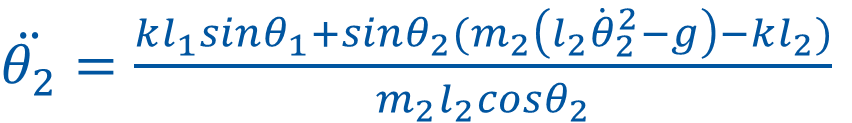 θ̈₂ = (kl₁sinθ₁+sinθ₂(m₂(l₂θ̇₂²−g)−kl₂))/(m₂l₂cosθ₂)